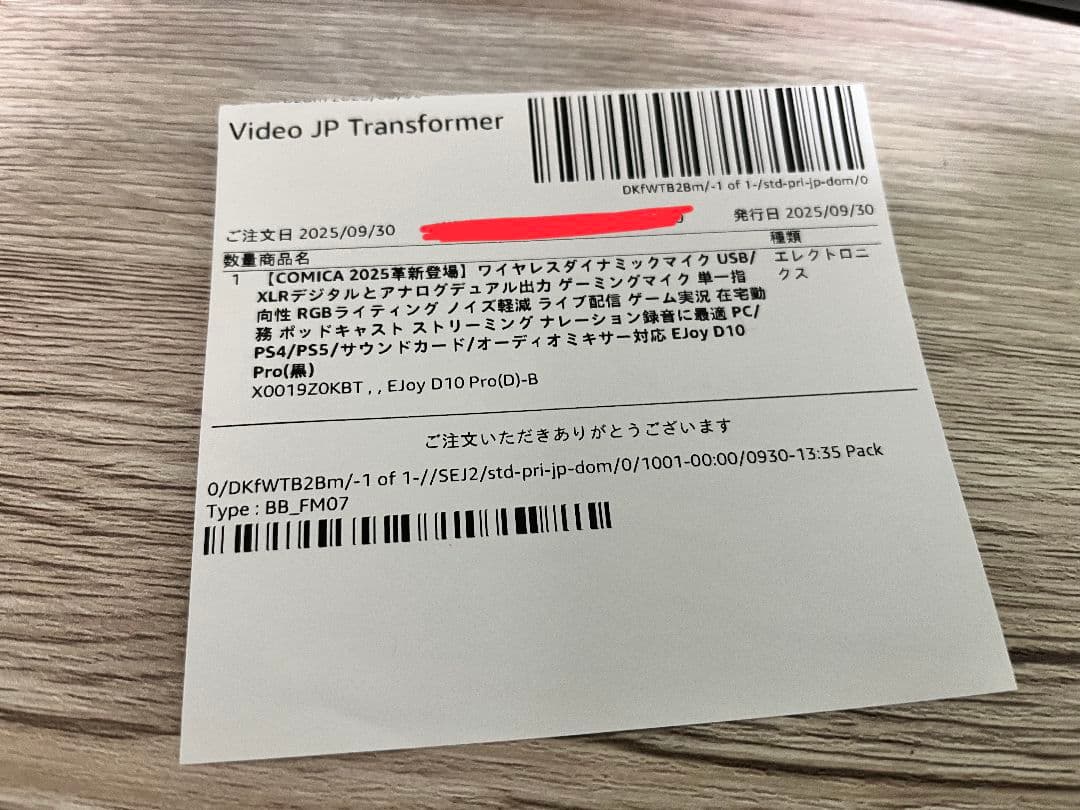 Video JP Transformer
DKfWTB2Bm/-1 of 1-/std-pri-jp-dom/0
ご注文日 2025/09/30
発行日 2025/09/30
数量 商品名
種類
1 【COMICA 2025革新登場】ワイヤレスダイナミックマイク USB/
XLRデジタルとアナログデュアル出力 ゲーミングマイク 単一指
向性 RGBライティング ノイズ軽減 ライブ配信 ゲーム実況 在宅勤
務 ポッドキャスト ストリーミング ナレーション録音に最適 PC/
PS4/PS5/サウンドカード/オーディオミキサー対応 EJoy D10
Pro(黒)
エレクトロニ
クス
X0019Z0KBT , , EJoy D10 Pro(D)-B
ご注文いただきありがとうございます
0/DKfWTB2Bm/-1 of 1-//SEJ2/std-pri-jp-dom/0/1001-00:00/0930-13:35 Pack
Type : BB_FM07